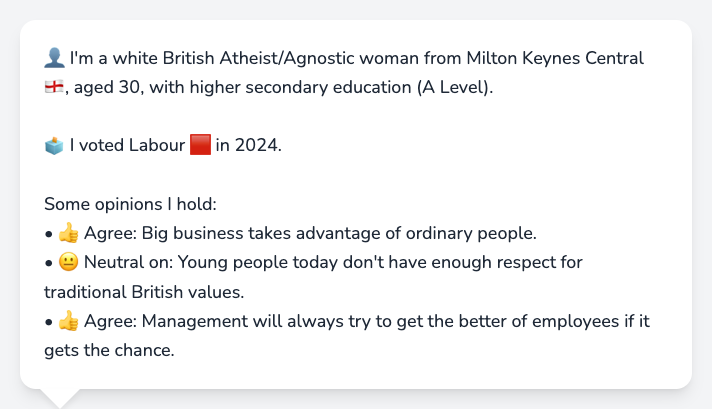 👤 I'm a white British Atheist/Agnostic woman from Milton Keynes Central
🏴󠁧󠁢󠁥󠁮󠁧󠁿, aged 30, with higher secondary education (A Level).
🗳️ I voted Labour 🟥 in 2024.
Some opinions I hold:
• 👍 Agree: Big business takes advantage of ordinary people.
• 😐 Neutral on: Young people today don't have enough respect for
traditional British values.
• 👍 Agree: Management will always try to get the better of employees if it
gets the chance.